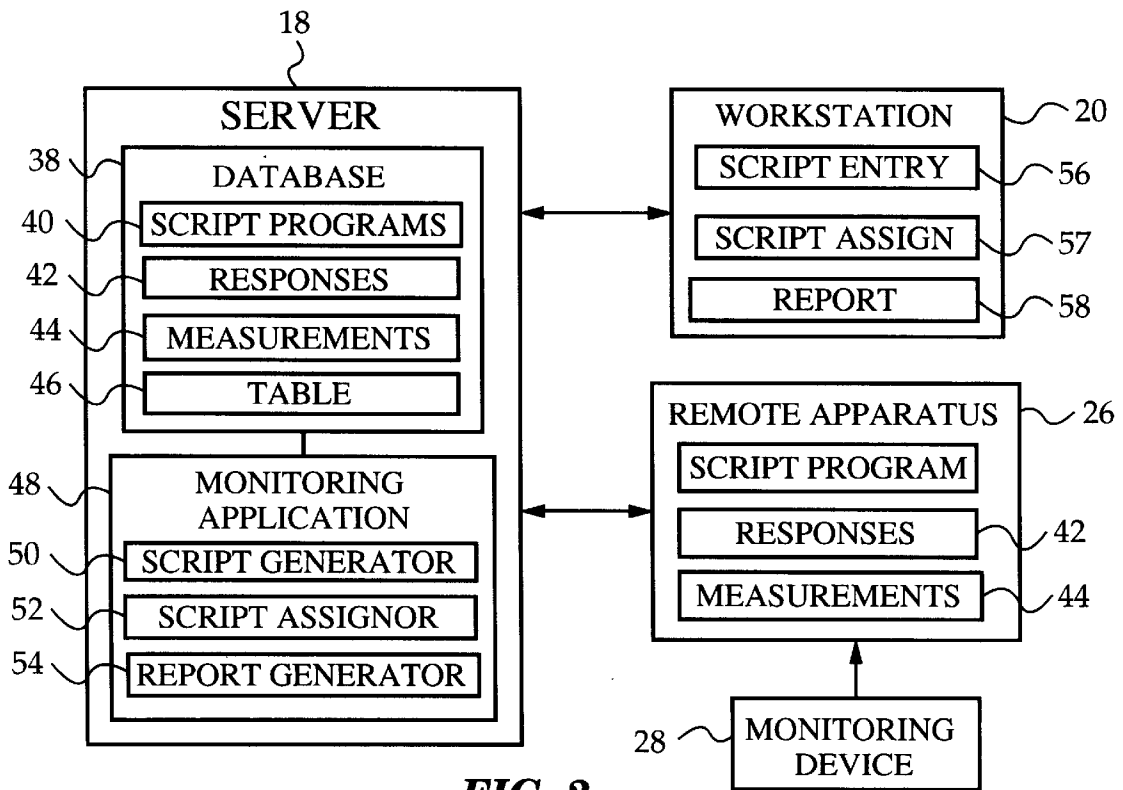 18
SERVER
38
DATABASE
40
SCRIPT PROGRAMS
42
RESPONSES
44
MEASUREMENTS
46
TABLE
48
MONITORING
APPLICATION
50
SCRIPT GENERATOR
52
SCRIPT ASSIGNOR
54
REPORT GENERATOR
WORKSTATION
20
SCRIPT ENTRY
56
SCRIPT ASSIGN
57
REPORT
58
REMOTE APPARATUS
26
SCRIPT PROGRAM
RESPONSES
42
MEASUREMENTS
44
28
MONITORING
DEVICE
FIG.